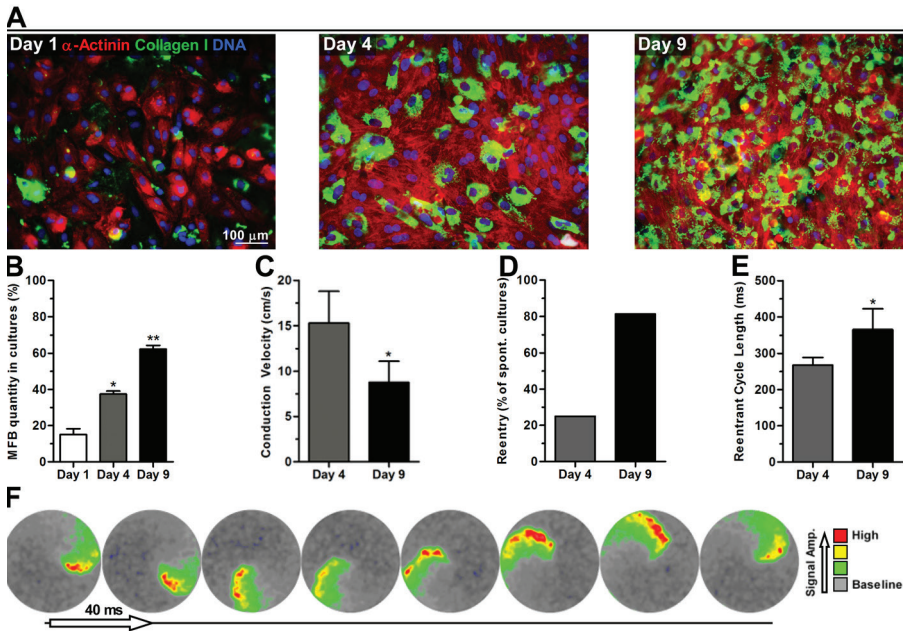 A
Day 1 α-Actinin Collagen I DNA
Day 4
Day 9
100 μm
B
MFB quantity in cultures (%)
100
80
60
40
20
0
*
**
Day 1 Day 4 Day 9
C
Conduction Velocity (cm/s)
20
15
10
5
0
*
Day 4 Day 9
D
Reentry (% of spont. cultures)
100
80
60
40
20
0
Day 4 Day 9
E
Reentrant Cycle Length (ms)
500
400
300
200
100
0
*
Day 4 Day 9
F
40 ms
Signal Amp.
High
Baseline